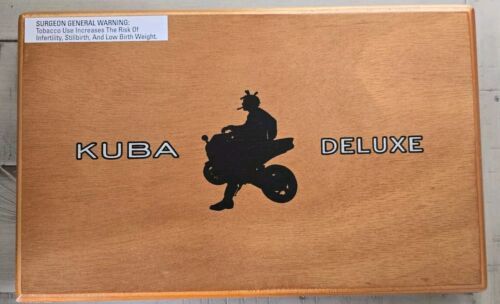 SURGEON GENERAL WARNING:
Tobacco Use Increases The Risk Of
Infertility, Stillbirth, And Low Birth Weight.
KUBA DELUXE